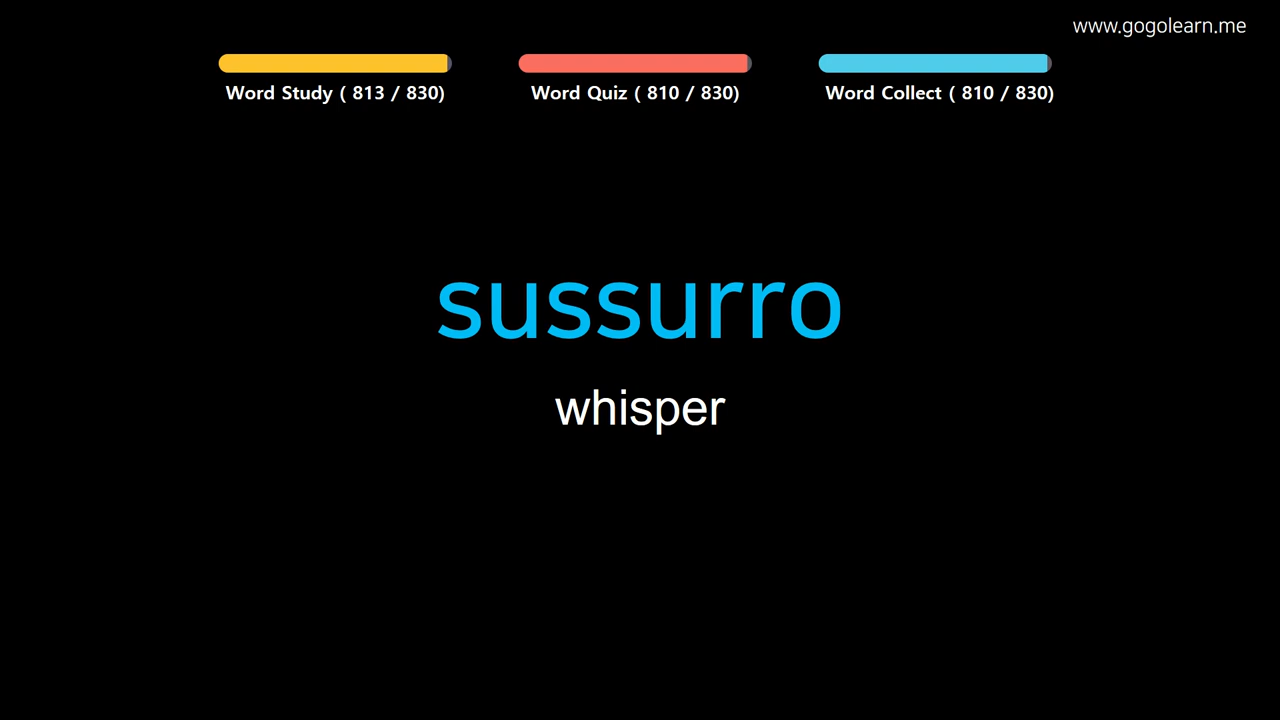 www.gogolearn.me
Word Study ( 813 / 830)
Word Quiz ( 810 / 830)
Word Collect ( 810 / 830)
sussurro
whisper